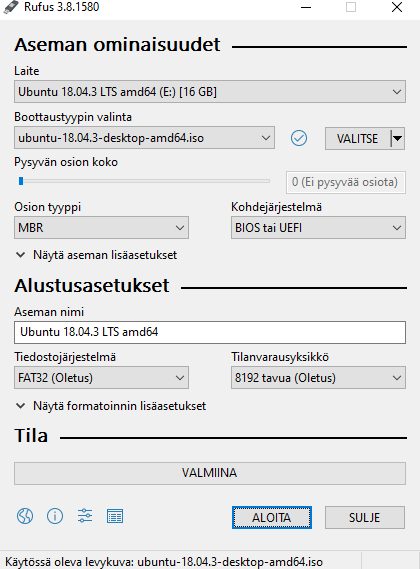 Rufus 3.8.1580
Aseman ominaisuudet
Laite
Ubuntu 18.04.3 LTS amd64 (E:) [16 GB]
Boottaustyypin valinta
ubuntu-18.04.3-desktop-amd64.iso
VALITSE
Pysyvän osion koko
0 (Ei pysyvää osiota)
Osion tyyppi
Kohdejärjestelmä
MBR
BIOS tai UEFI
Näytä aseman lisäasetukset
Alustusasetukset
Aseman nimi
Ubuntu 18.04.3 LTS amd64
Tiedostojärjestelmä
Tilanvarausyksikkö
FAT32 (Oletus)
8192 tavua (Oletus)
Näytä formatoinnin lisäasetukset
Tila
VALMIINA
ALOITA
SULJE
Käytössä oleva levykuva: ubuntu-18.04.3-desktop-amd64.iso